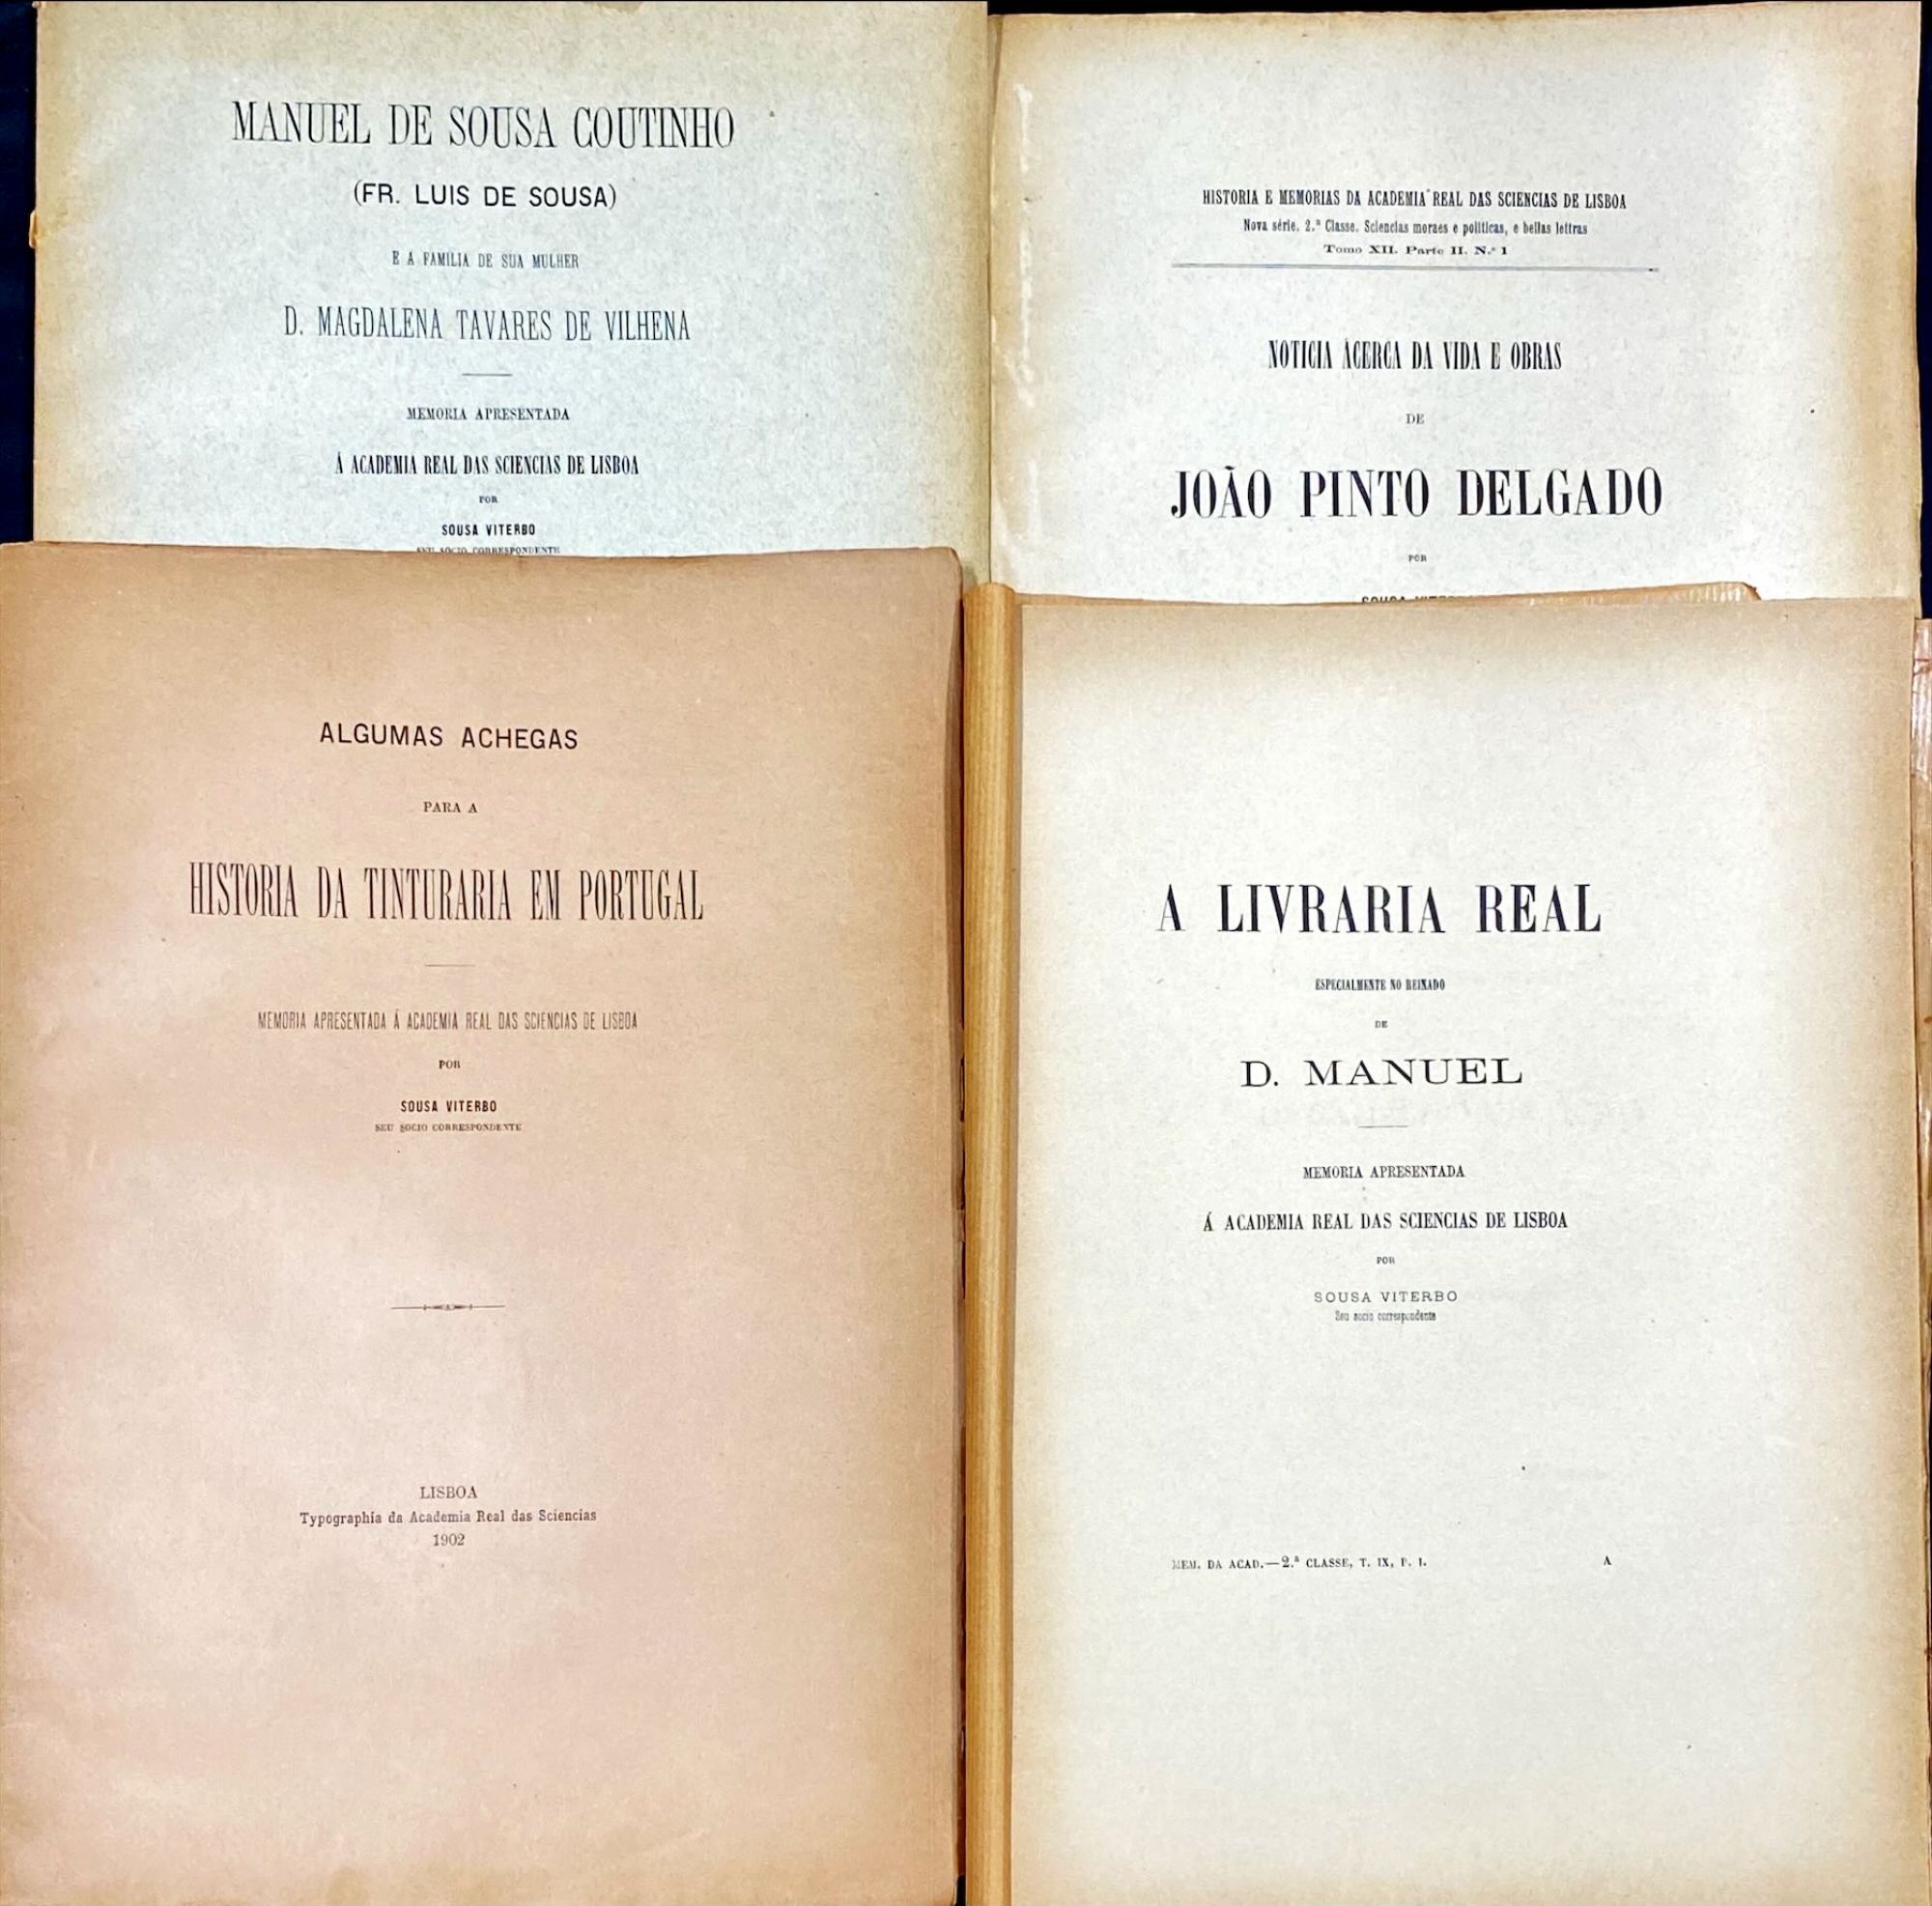 MANUEL DE SOUSA COUTINHO
(FR. LUIS DE SOUSA)
E A FAMILIA DE SUA MULHER
D. MAGDALENA TAVARES DE VILHENA
MEMORIA APRESENTADA
Á ACADEMIA REAL DAS SCIENCIAS DE LISBOA
POR
SOUSA VITERBO
SEU SOCIO CORRESPONDENTE
HISTORIA E MEMORIAS DA ACADEMIA REAL DAS SCIENCIAS DE LISBOA
Nova série. 2.ª Classe. Sciencias moraes e politicas, e bellas lettras
Tomo XII. Parte II. N.º 1
NOTICIA ÁCERCA DA VIDA E OBRAS
DE
JOÃO PINTO DELGADO
POR
SOUSA
ALGUMAS ACHEGAS
PARA A
HISTORIA DA TINTURARIA EM PORTUGAL
MEMORIA APRESENTADA Á ACADEMIA REAL DAS SCIENCIAS DE LISBOA
POR
SOUSA VITERBO
SEU SOCIO CORRESPONDENTE
LISBOA
Typographia da Academia Real das Sciencias
1902
A LIVRARIA REAL
ESPECIALMENTE NO REINADO
DE
D. MANUEL
MEMORIA APRESENTADA
Á ACADEMIA REAL DAS SCIENCIAS DE LISBOA
POR
SOUSA VITERBO
Seu socio correspondente
MEM. DA ACAD.—2.ª CLASSE, T. IX, P. I. A